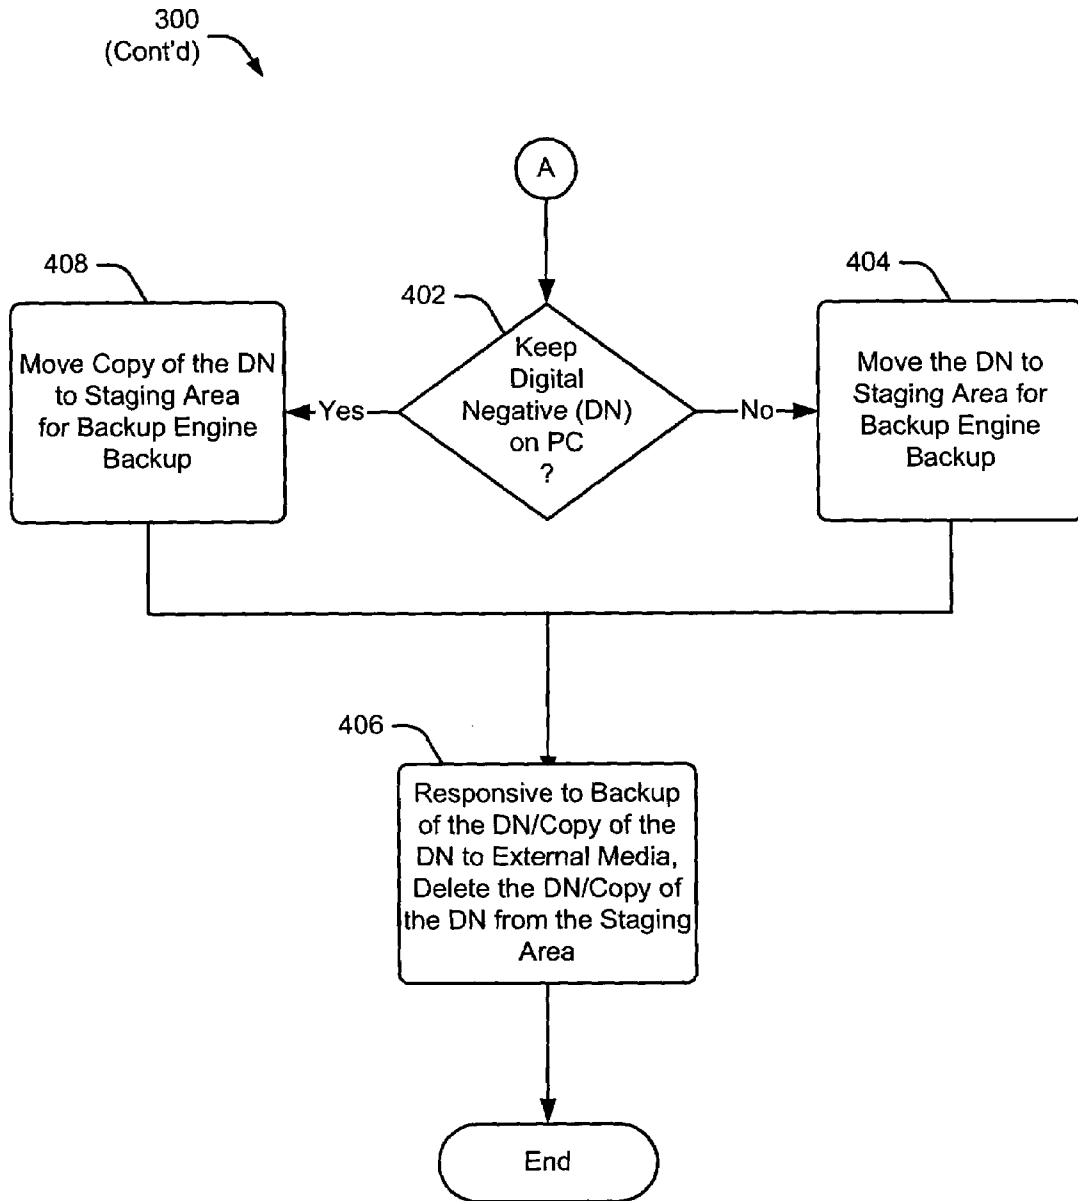 300
(Cont'd)
A
408
402
404
Move Copy of the DN
to Staging Area
for Backup Engine
Backup
Yes
Keep
Digital
Negative (DN)
on PC
?
No
Move the DN to
Staging Area for
Backup Engine
Backup
406
Responsive to Backup
of the DN/Copy of the
DN to External Media,
Delete the DN/Copy of
the DN from the Staging
Area
End